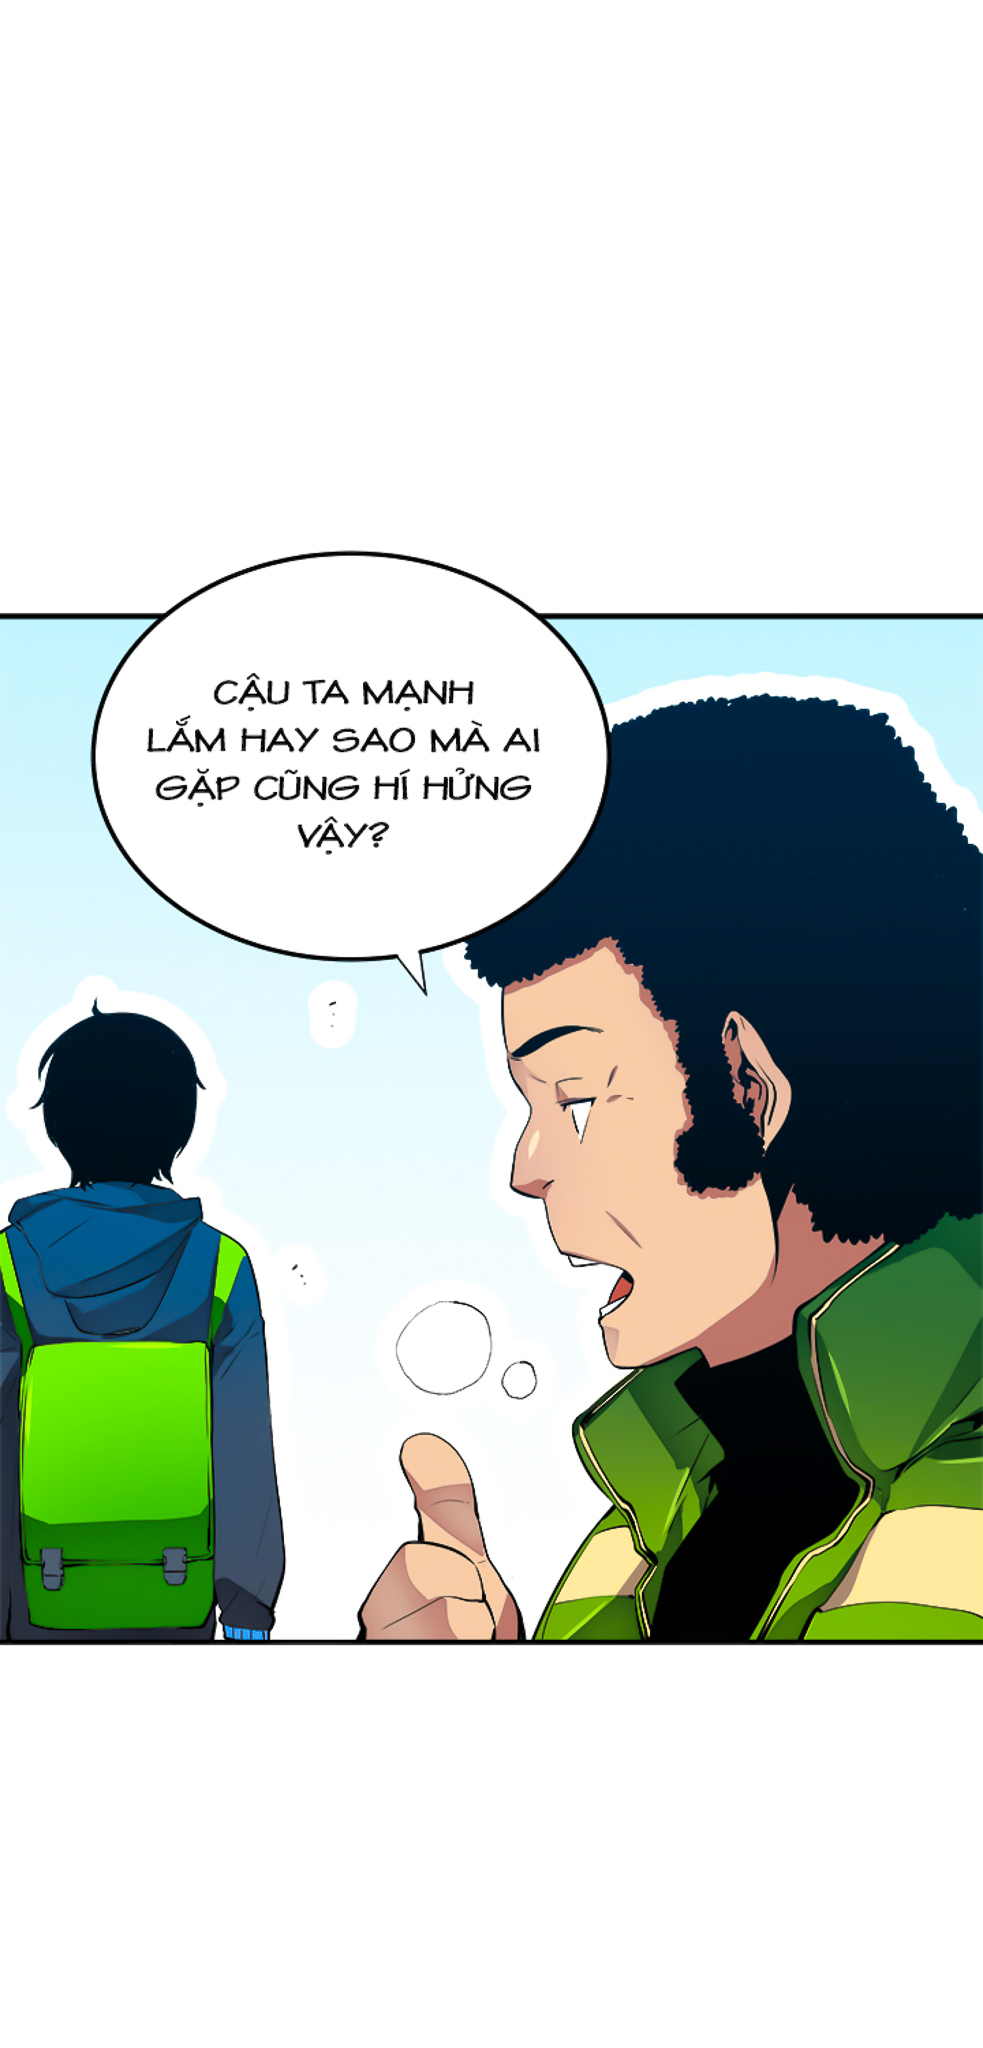 CẬU TA MẠNH
LẮM HAY SAO MÀ AI
GẶP CŨNG HÍ HỬNG
VẬY?